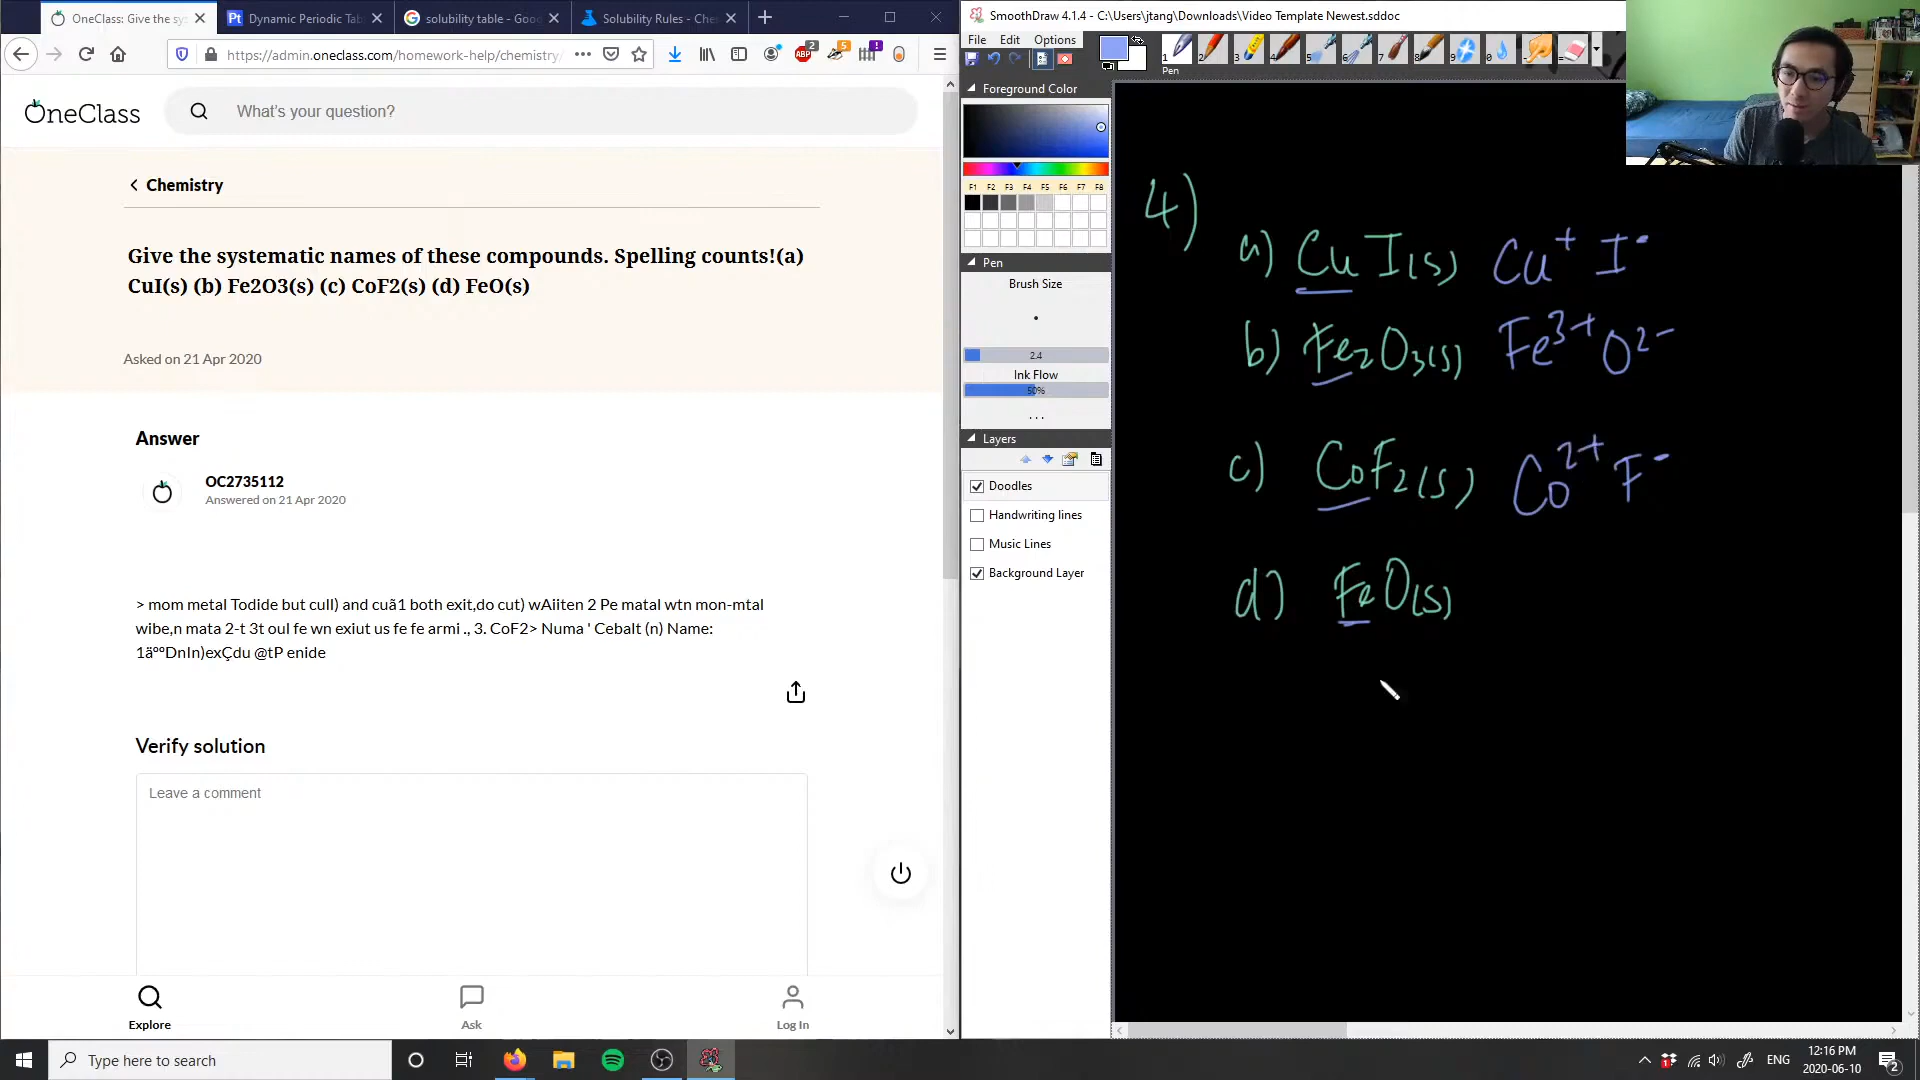 OneClass: Give the sy
Dynamic Periodic Tab
solubility table - Goo
Solubility Rules - Che
https://admin.oneclass.com/homework-help/chemistry/
OneClass
What's your question?
Chemistry
Give the systematic names of these compounds. Spelling counts!(a)
CuI(s) (b) Fe2O3(s) (c) CoF2(s) (d) FeO(s)
Asked on 21 Apr 2020
Answer
OC2735112
Answered on 21 Apr 2020
> mom metal Todide but cull) and cuã1 both exit,do cut) wAiiten 2 Pe matal wtn mon-mtal
wibe,n mata 2-t 3t oul fe wn exiut us fe fe armi ., 3. CoF2> Numa ' Cebalt (n) Name:
1äººDnIn)exÇdu @tP enide
Verify solution
Leave a comment
Explore
Ask
Log In
SmoothDraw 4.1.4 - C:\Users\jtang\Downloads\Video Template Newest.sddoc
File Edit Options
Pen
Foreground Color
F1 F2 F3 F4 F5 F6 F7 F8
Pen
Brush Size
2.4
Ink Flow
50%
...
Layers
Doodles
Handwriting lines
Music Lines
Background Layer
4)
a) CuI(s) Cu+ I-
b) Fe2O3(s) Fe3+ O2-
c) CoF2(s) Co2+ F-
d) FeO(s)
Type here to search
ENG
12:16 PM
2020-06-10
2